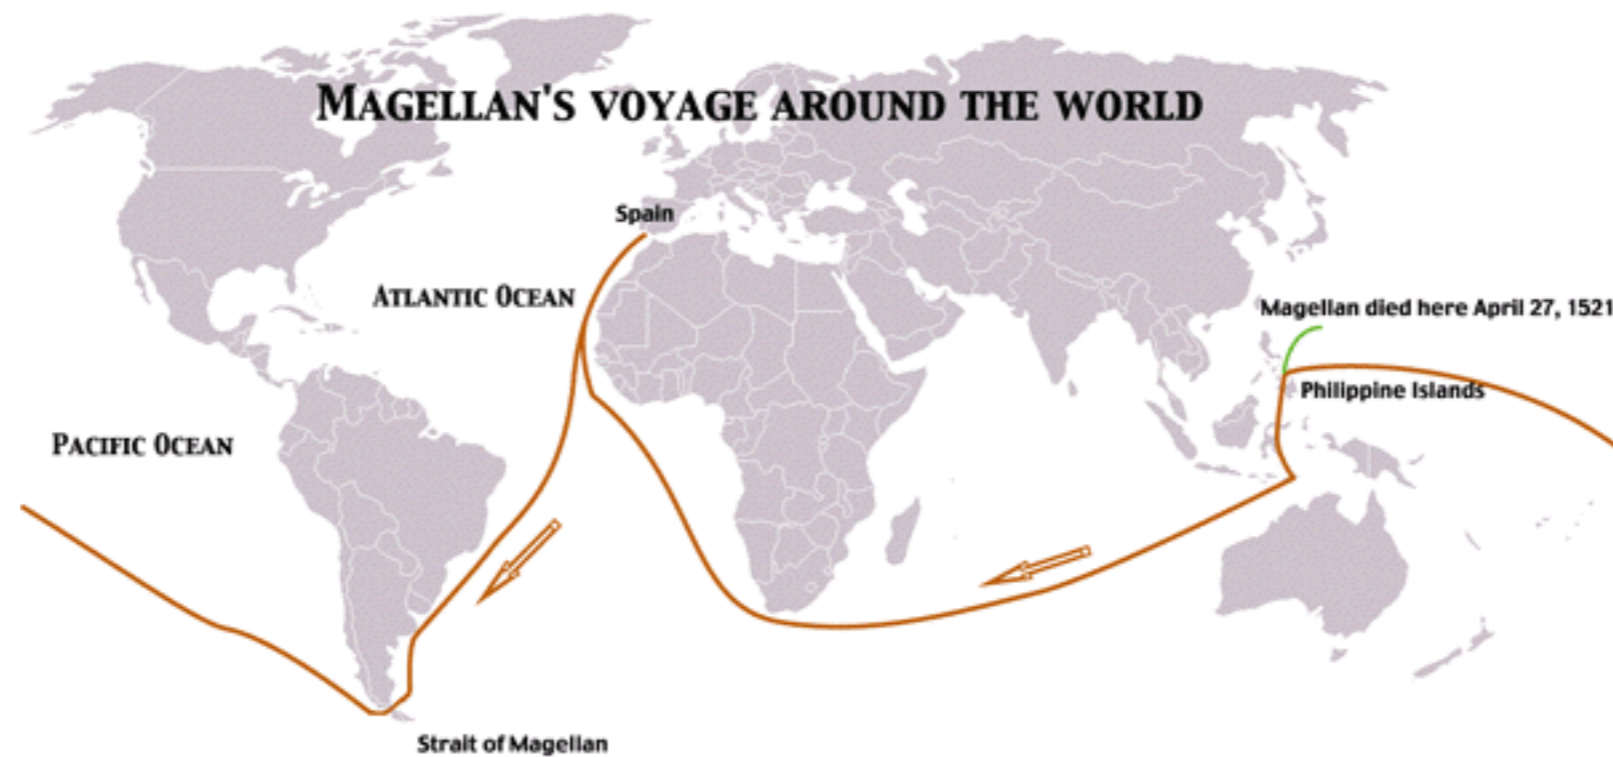 MAGELLAN'S VOYAGE AROUND THE WORLD
Spain
ATLANTIC OCEAN
Magellan died here April 27, 1521
Philippine Islands
PACIFIC OCEAN
Strait of Magellan